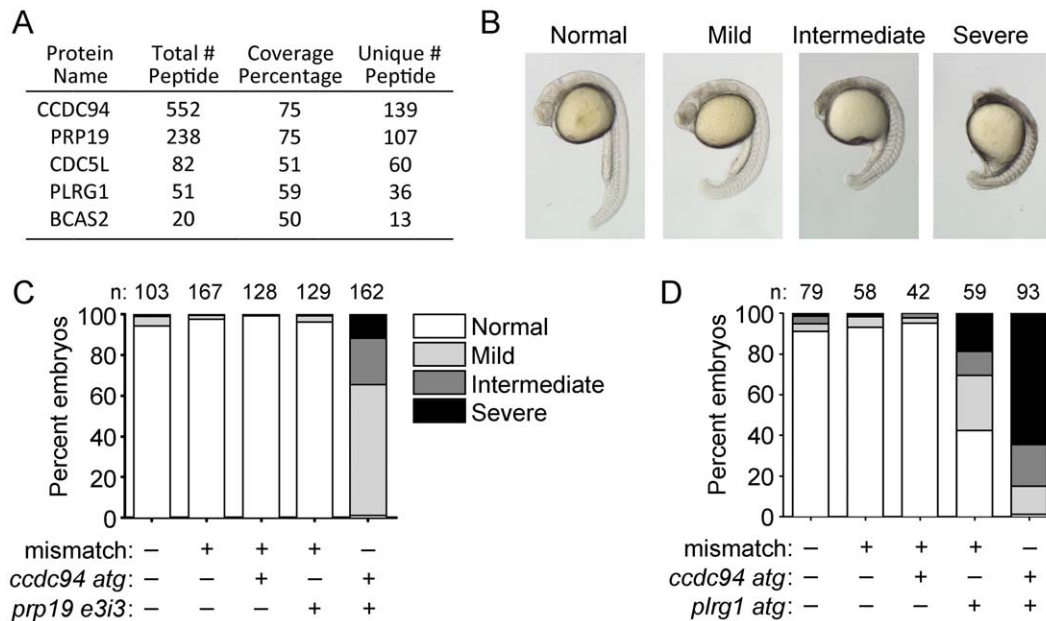 A
Protein Name Total # Peptide Coverage Percentage Unique # Peptide
CCDC94 552 75 139
PRP19 238 75 107
CDC5L 82 51 60
PLRG1 51 59 36
BCAS2 20 50 13
B
Normal Mild Intermediate Severe
C
n: 103 167 128 129 162
Percent embryos
100
80
60
40
20
0
mismatch: – + + + –
ccdc94 atg: – – + – +
prp19 e3i3: – – – + +
Normal
Mild
Intermediate
Severe
D
n: 79 58 42 59 93
Percent embryos
100
80
60
40
20
0
mismatch: – + + + –
ccdc94 atg: – – + – +
plrg1 atg: – – – + +